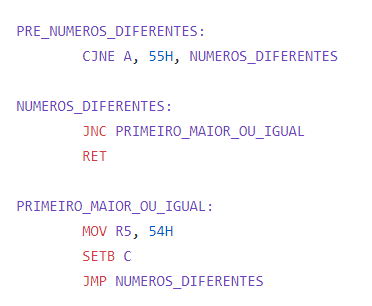 PRE_NUMEROS_DIFERENTES:
CJNE A, 55H, NUMEROS_DIFERENTES
NUMEROS_DIFERENTES:
JNC PRIMEIRO_MAIOR_OU_IGUAL
RET
PRIMEIRO_MAIOR_OU_IGUAL:
MOV R5, 54H
SETB C
JMP NUMEROS_DIFERENTES